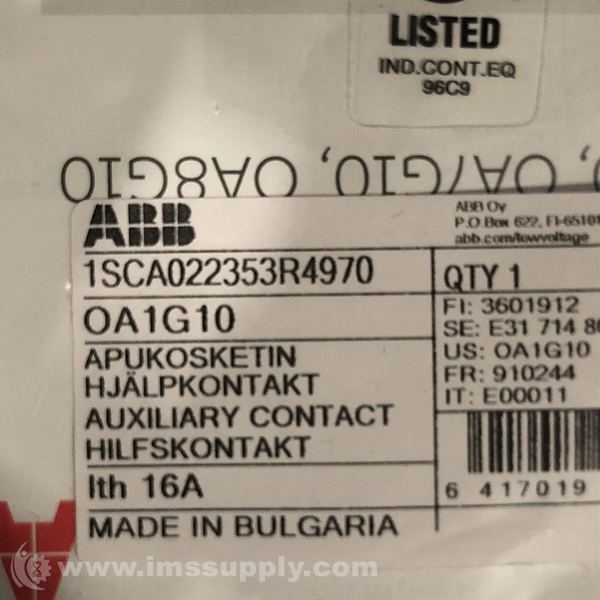 LISTED
IND.CONT.EQ
96C9
OA7G10, OA8G10
ABB
ABB Oy
P.O.Box 622, FI-65101
abb.com/lowvoltage
1SCA022353R4970
QTY 1
OA1G10
FI: 3601912
SE: E31 714 80
US: OA1G10
FR: 910244
IT: E00011
APUKOSKETIN
HJÄLPKONTAKT
AUXILIARY CONTACT
HILFSKONTAKT
Ith 16A
6 417019
MADE IN BULGARIA
www.imssupply.com